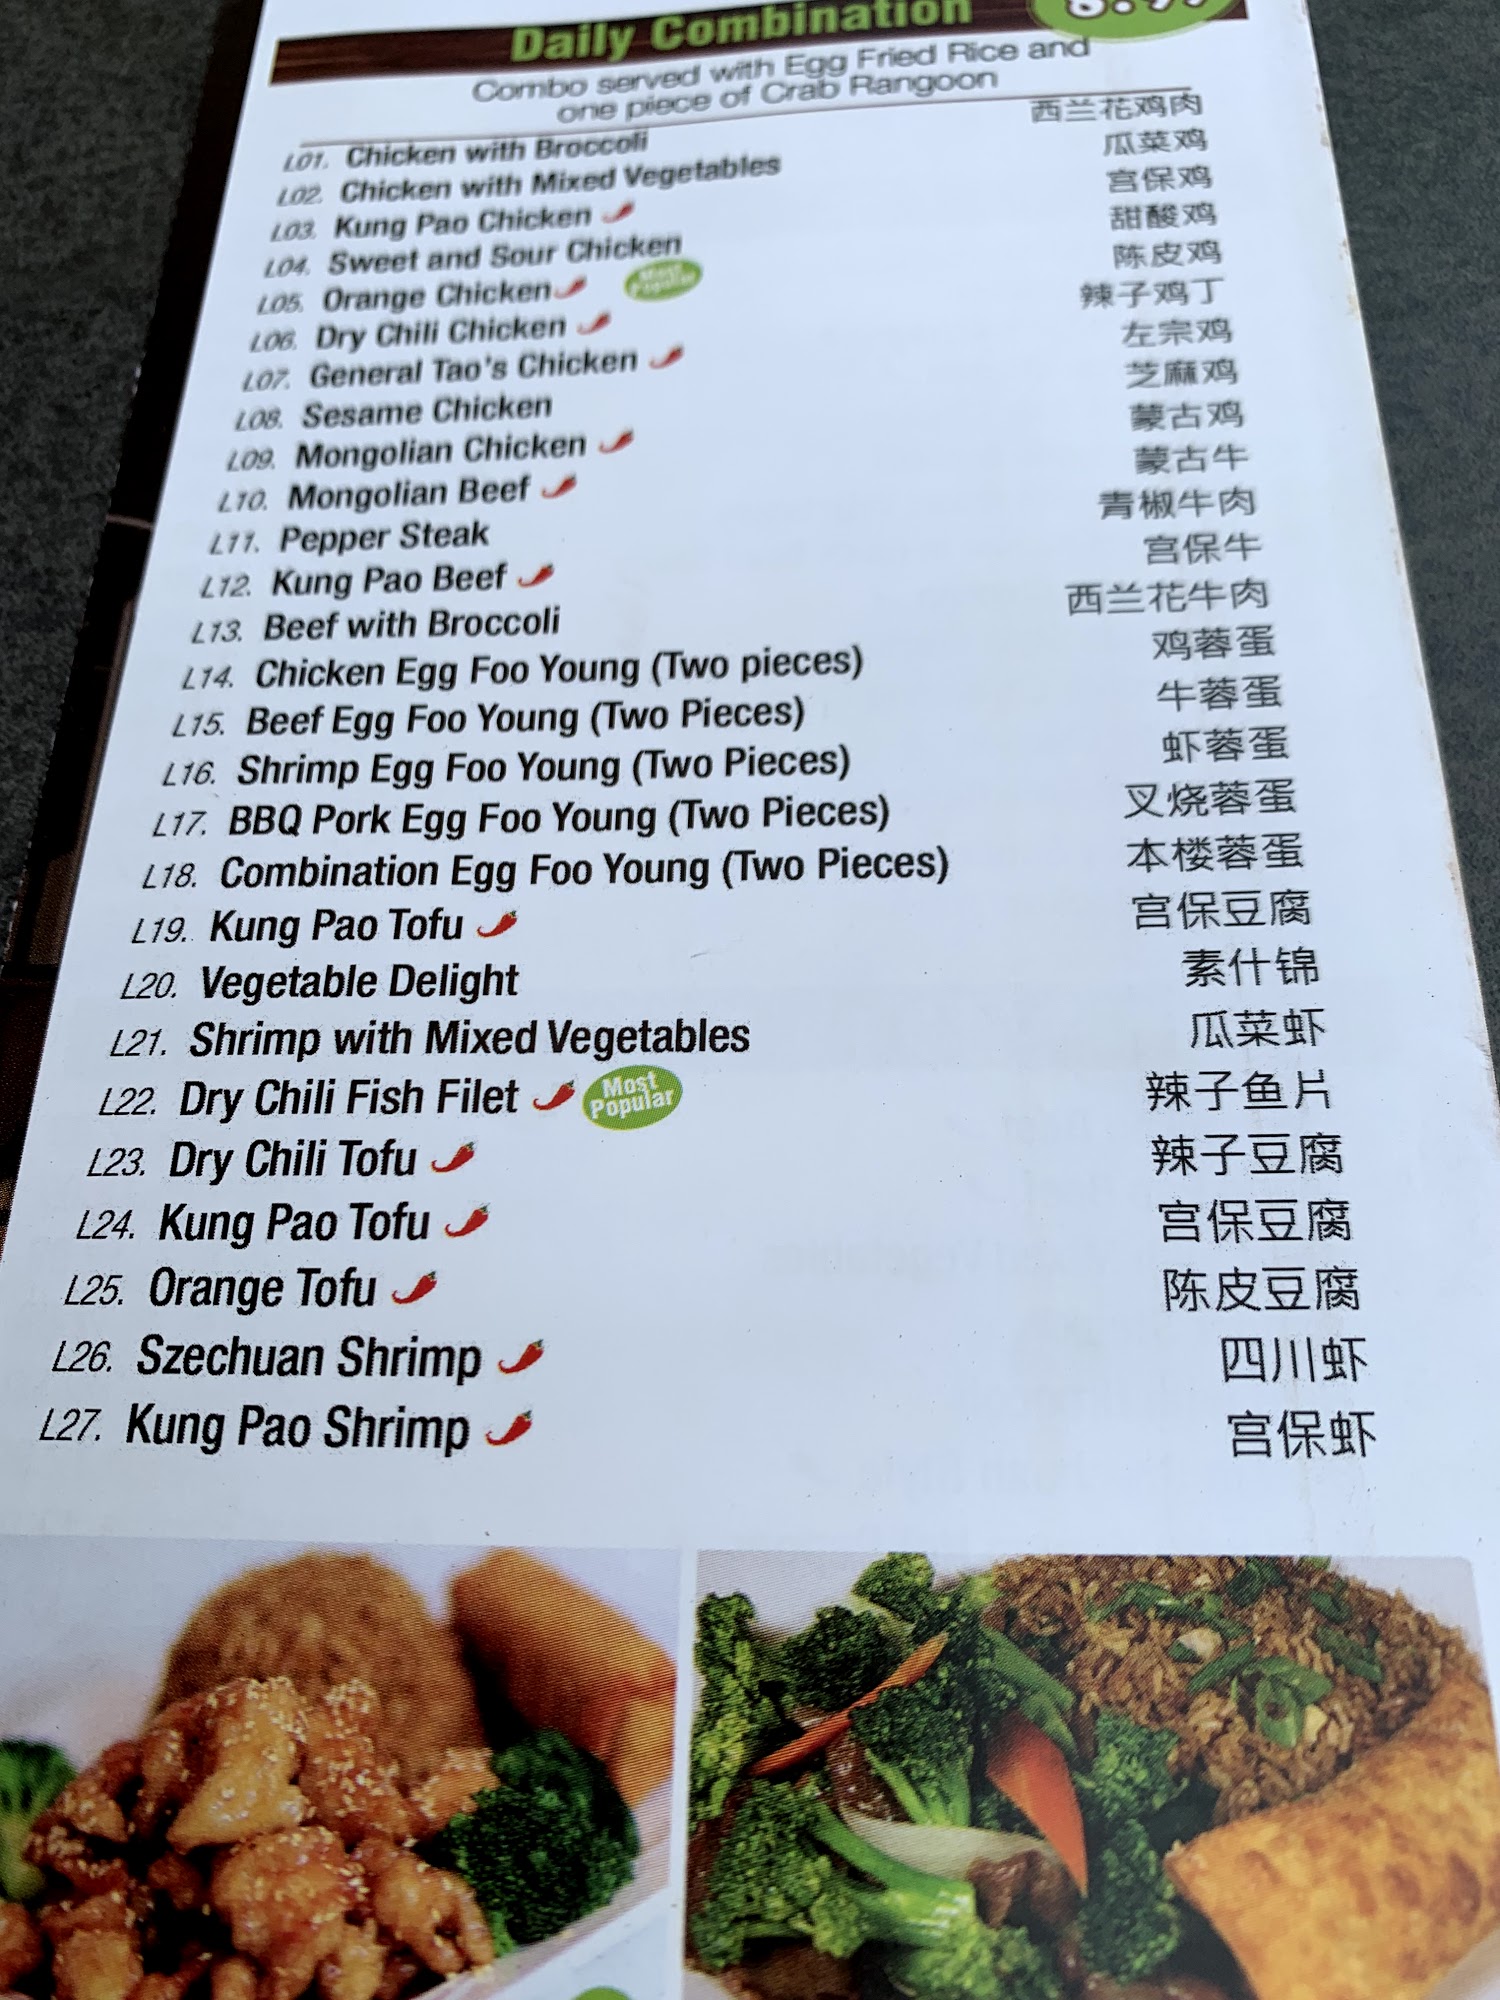 Daily Combination
Combo served with Egg Fried Rice and
one piece of Crab Rangoon
L01. Chicken with Broccoli 西兰花鸡肉
L02. Chicken with Mixed Vegetables 瓜菜鸡
L03. Kung Pao Chicken 宫保鸡
L04. Sweet and Sour Chicken 甜酸鸡
L05. Orange Chicken Most Popular 陈皮鸡
L06. Dry Chili Chicken 辣子鸡丁
L07. General Tao's Chicken 左宗鸡
L08. Sesame Chicken 芝麻鸡
L09. Mongolian Chicken 蒙古鸡
L10. Mongolian Beef 蒙古牛
L11. Pepper Steak 青椒牛肉
L12. Kung Pao Beef 宫保牛
L13. Beef with Broccoli 西兰花牛肉
L14. Chicken Egg Foo Young (Two pieces) 鸡蓉蛋
L15. Beef Egg Foo Young (Two Pieces) 牛蓉蛋
L16. Shrimp Egg Foo Young (Two Pieces) 虾蓉蛋
L17. BBQ Pork Egg Foo Young (Two Pieces) 叉烧蓉蛋
L18. Combination Egg Foo Young (Two Pieces) 本楼蓉蛋
L19. Kung Pao Tofu 宫保豆腐
L20. Vegetable Delight 素什锦
L21. Shrimp with Mixed Vegetables 瓜菜虾
L22. Dry Chili Fish Filet Most Popular 辣子鱼片
L23. Dry Chili Tofu 辣子豆腐
L24. Kung Pao Tofu 宫保豆腐
L25. Orange Tofu 陈皮豆腐
L26. Szechuan Shrimp 四川虾
L27. Kung Pao Shrimp 宫保虾